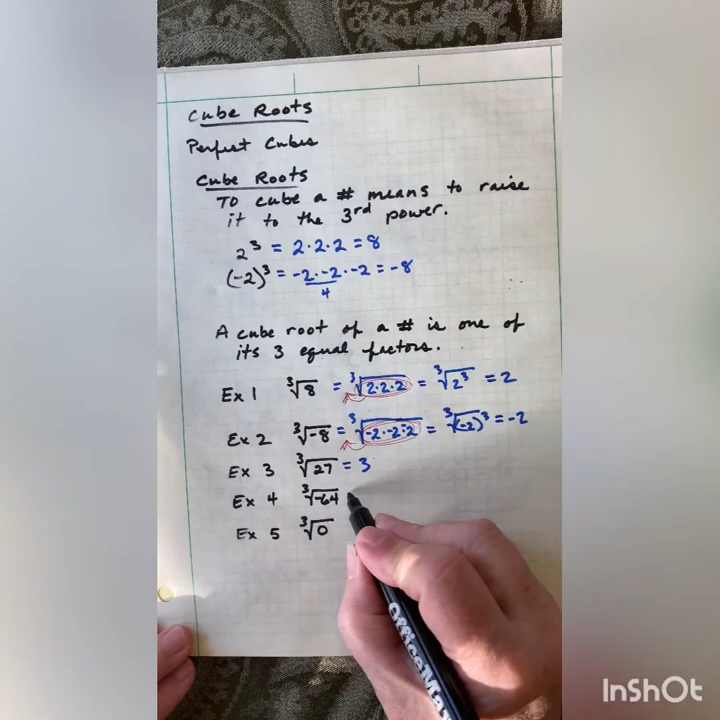 Cube Roots
Perfect Cubes
Cube Roots
To cube a # means to raise
it to the 3rd power.
2³ = 2·2·2 = 8
(-2)³ = -2·-2·-2 = -8
4
A cube root of a # is one of
its 3 equal factors.
Ex 1 ∛8 = ∛2·2·2 = ∛2³ = 2
Ex 2 ∛-8 = ∛-2·-2·-2 = ∛(-2)³ = -2
Ex 3 ∛27 = 3
Ex 4 ∛-64
Ex 5 ∛0
OfficeMax
InShOt